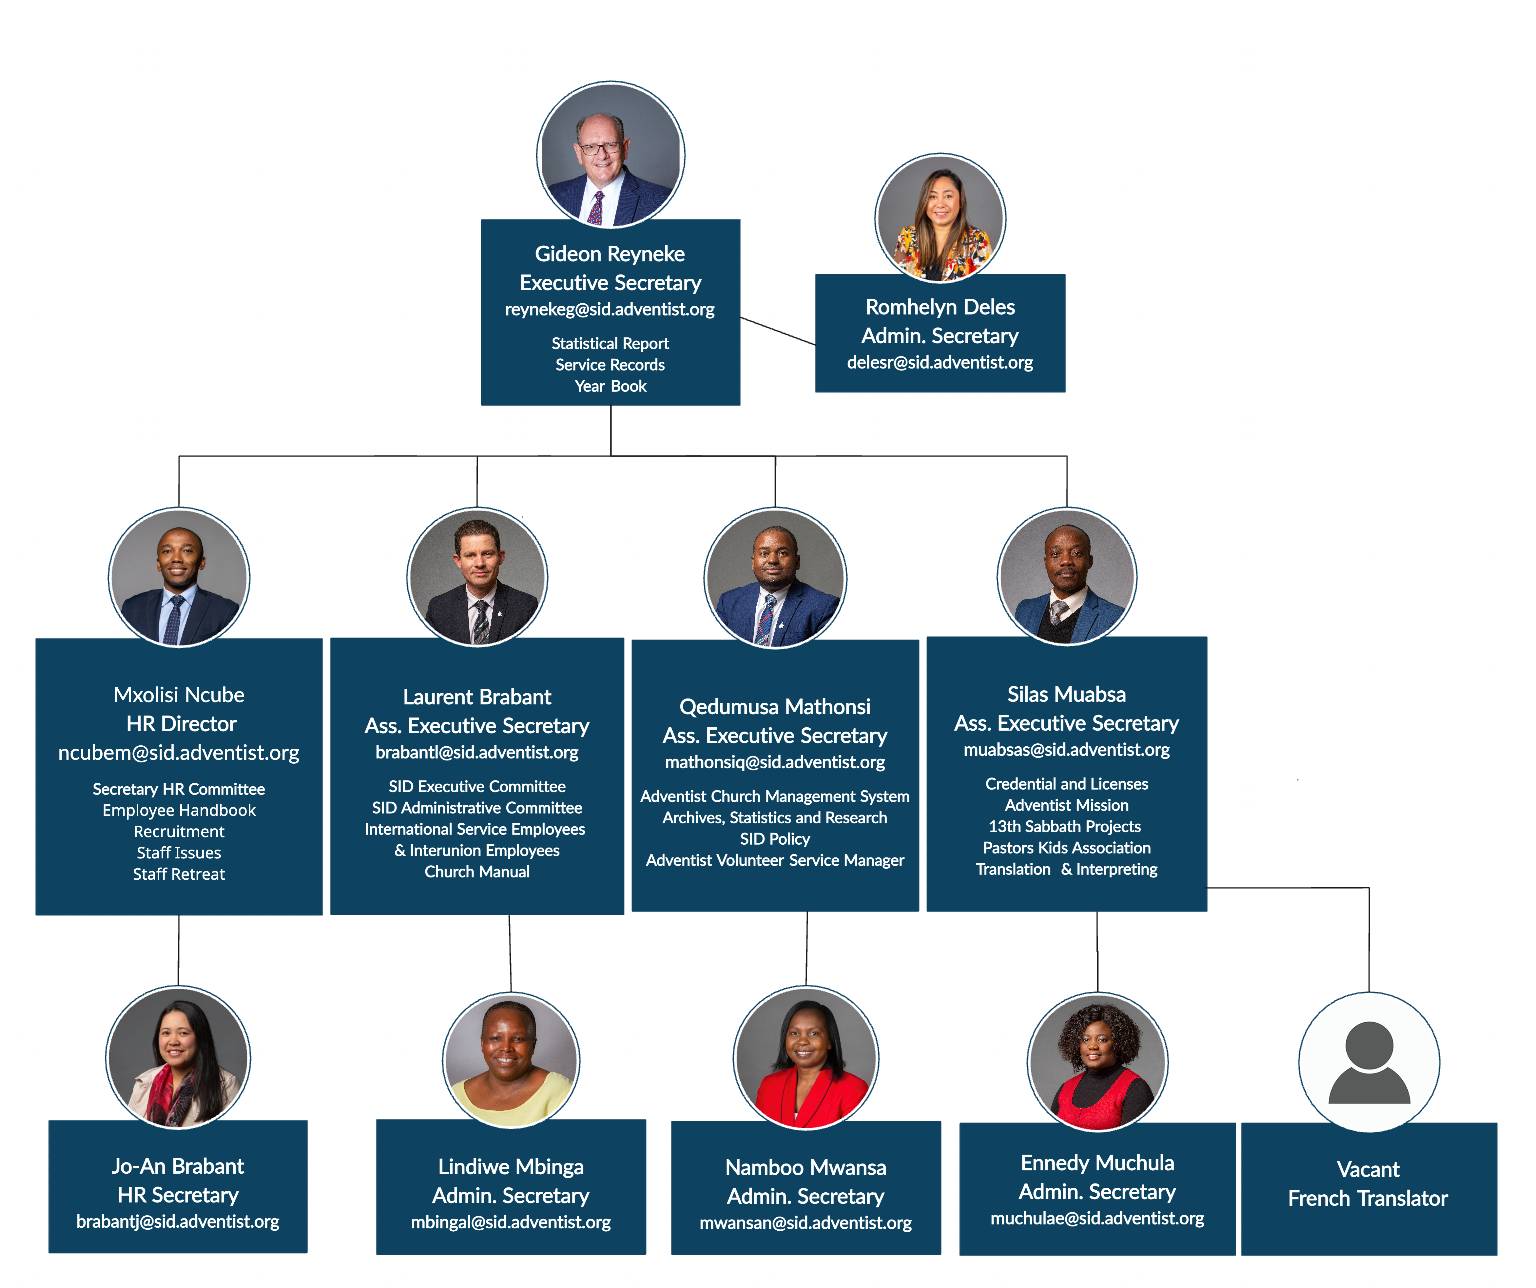 Gideon Reyneke
Executive Secretary
reynekeg@sid.adventist.org
Statistical Report
Service Records
Year Book
Romhelyn Deles
Admin. Secretary
delesr@sid.adventist.org
Mxolisi Ncube
HR Director
ncubem@sid.adventist.org
Secretary HR Committee
Employee Handbook
Recruitment
Staff Issues
Staff Retreat
Laurent Brabant
Ass. Executive Secretary
brabantl@sid.adventist.org
SID Executive Committee
SID Administrative Committee
International Service Employees
& Interunion Employees
Church Manual
Qedumusa Mathonsi
Ass. Executive Secretary
mathonsiq@sid.adventist.org
Adventist Church Management System
Archives, Statistics and Research
SID Policy
Adventist Volunteer Service Manager
Silas Muabsa
Ass. Executive Secretary
muabsas@sid.adventist.org
Credential and Licenses
Adventist Mission
13th Sabbath Projects
Pastors Kids Association
Translation & Interpreting
Jo-An Brabant
HR Secretary
brabantj@sid.adventist.org
Lindiwe Mbinga
Admin. Secretary
mbingal@sid.adventist.org
Namboo Mwansa
Admin. Secretary
mwansan@sid.adventist.org
Ennedy Muchula
Admin. Secretary
muchulae@sid.adventist.org
Vacant
French Translator